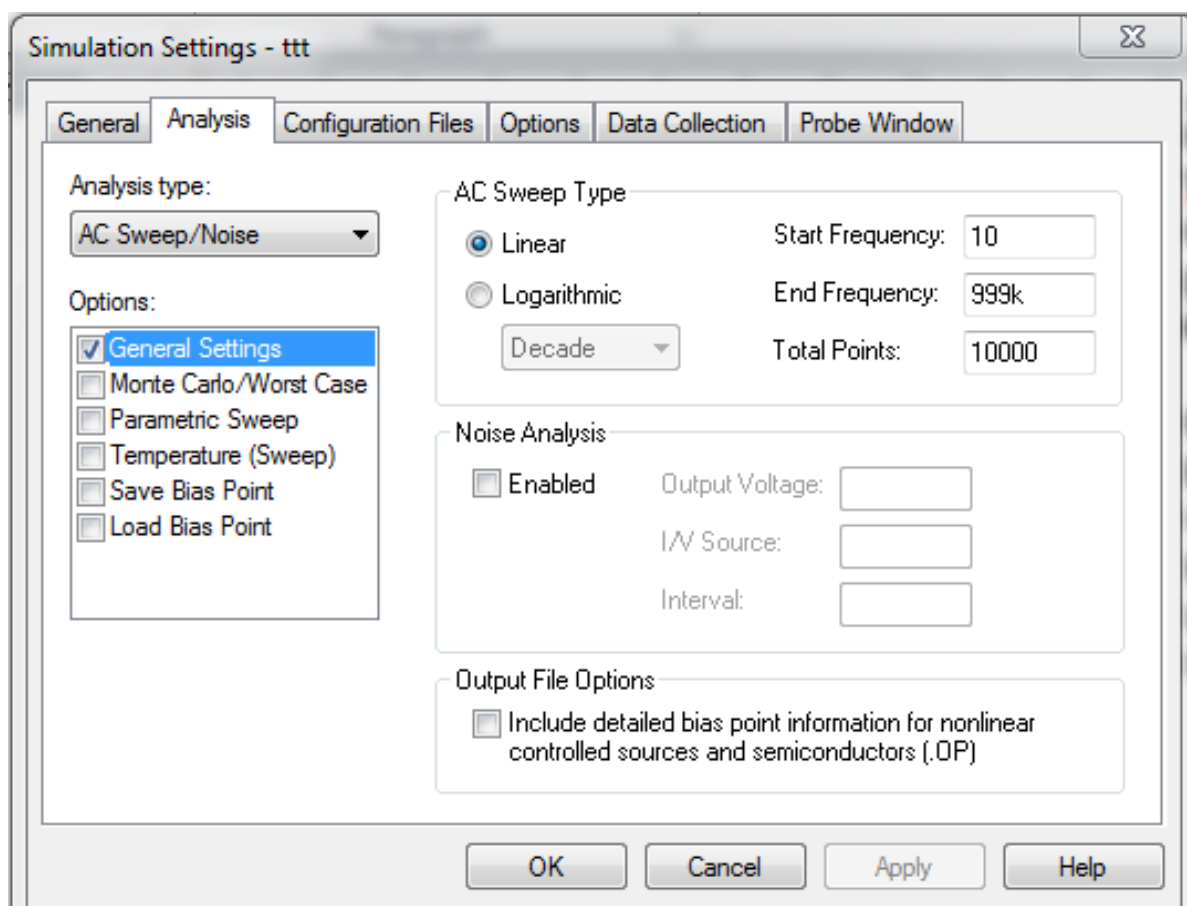 Simulation Settings - ttt
General Analysis Configuration Files Options Data Collection Probe Window
Analysis type:
AC Sweep/Noise
Options:
General Settings
Monte Carlo/Worst Case
Parametric Sweep
Temperature (Sweep)
Save Bias Point
Load Bias Point
AC Sweep Type
Linear
Logarithmic
Decade
Start Frequency: 10
End Frequency: 999k
Total Points: 10000
Noise Analysis
Enabled
Output Voltage:
I/V Source:
Interval:
Output File Options
Include detailed bias point information for nonlinear
controlled sources and semiconductors (.OP)
OK Cancel Apply Help